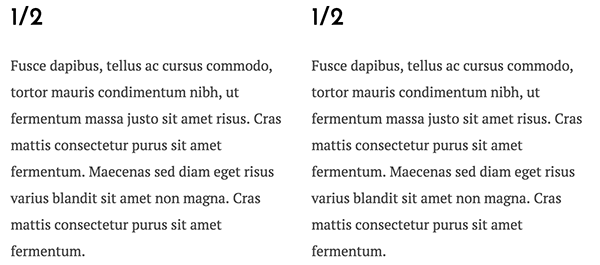 1/2
Fusce dapibus, tellus ac cursus commodo,
tortor mauris condimentum nibh, ut
fermentum massa justo sit amet risus. Cras
mattis consectetur purus sit amet
fermentum. Maecenas sed diam eget risus
varius blandit sit amet non magna. Cras
mattis consectetur purus sit amet
fermentum.
1/2
Fusce dapibus, tellus ac cursus commodo,
tortor mauris condimentum nibh, ut
fermentum massa justo sit amet risus. Cras
mattis consectetur purus sit amet
fermentum. Maecenas sed diam eget risus
varius blandit sit amet non magna. Cras
mattis consectetur purus sit amet
fermentum.